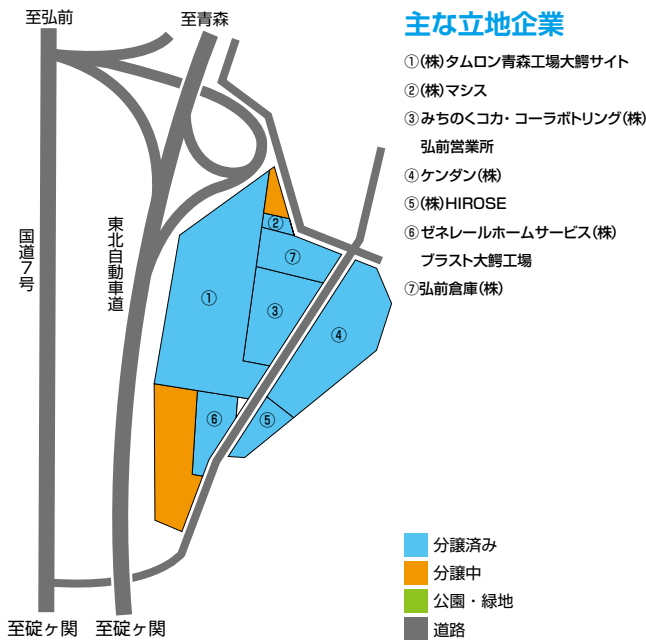 至弘前
至青森
国道7号
東北自動車道
①
②
③
④
⑤
⑥
⑦
至碇ヶ関
至碇ヶ関
主な立地企業
①(株)タムロン青森工場大鰐サイト
②(株)マシス
③みちのくコカ・コーラボトリング(株)
弘前営業所
④ケンダン(株)
⑤(株)HIROSE
⑥ゼネレールホームサービス(株)
ブラスト大鰐工場
⑦弘前倉庫(株)
分譲済み
分譲中
公園・緑地
道路